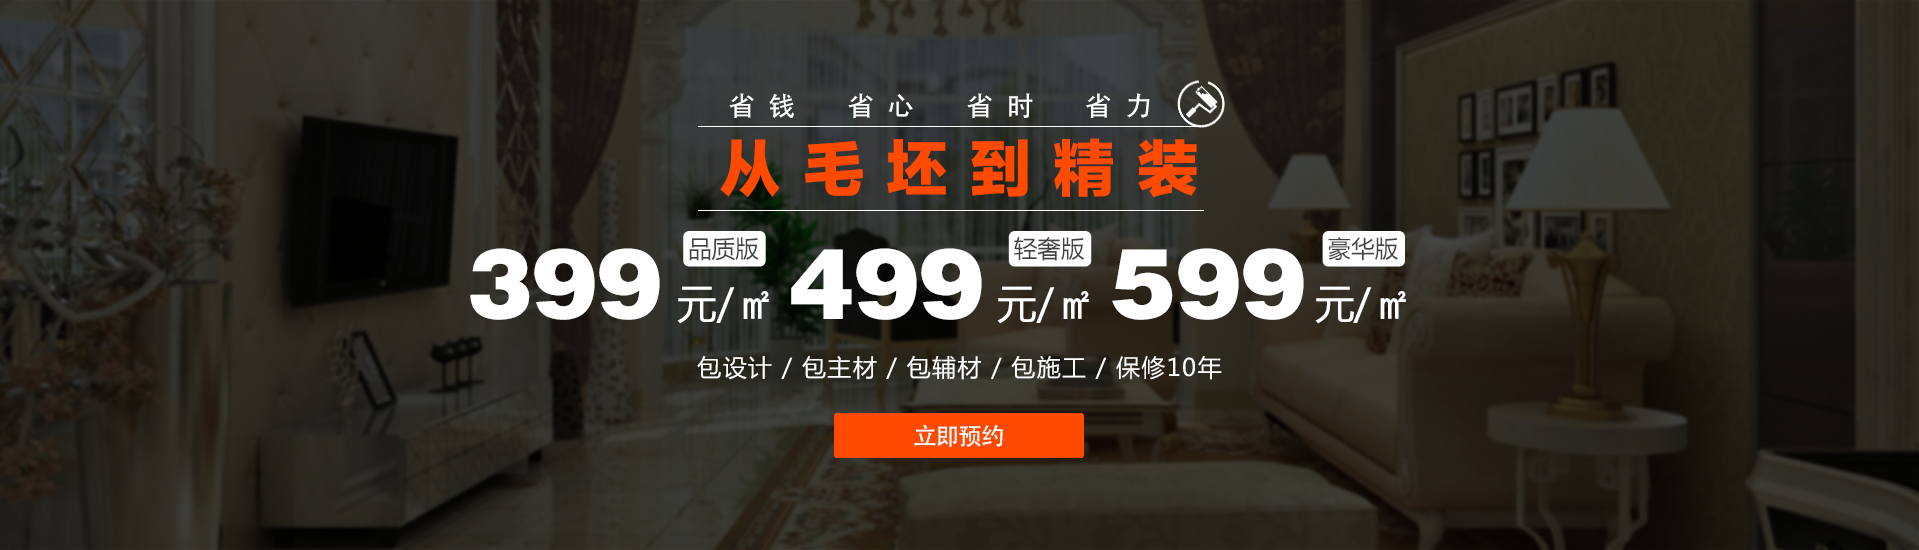 省钱 省心 省时 省力
从毛坯到精装
399元/㎡ 品质版 499元/㎡ 轻奢版 599元/㎡ 豪华版
包设计 / 包主材 / 包辅材 / 包施工 / 保修10年
立即预约